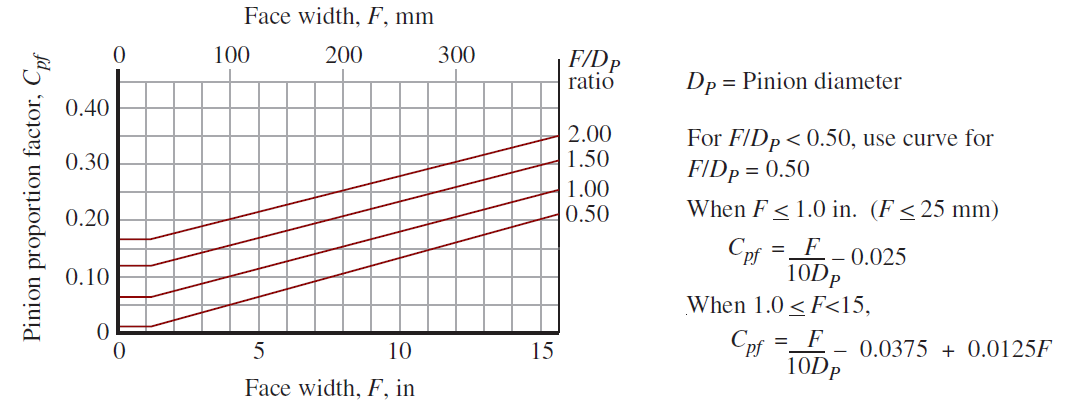 Face width, F, mm
0 100 200 300
F/DP
ratio
Pinion proportion factor, Cpf
0.40
0.30
0.20
0.10
0
2.00
1.50
1.00
0.50
0 5 10 15
Face width, F, in
DP = Pinion diameter
For F/DP < 0.50, use curve for
F/DP = 0.50
When F ≤ 1.0 in. (F ≤ 25 mm)
Cpf = F/10DP – 0.025
When 1.0 ≤ F<15,
Cpf = F/10DP – 0.0375 + 0.0125F